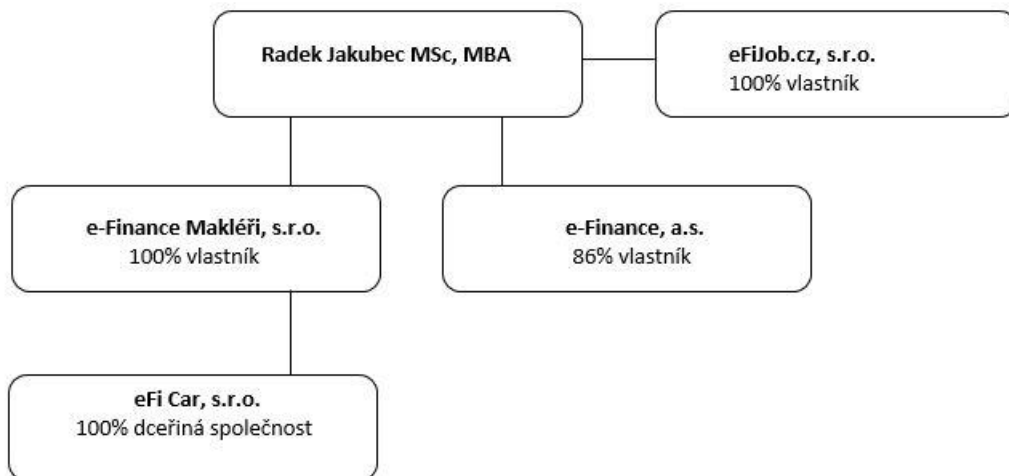 Radek Jakubec MSc, MBA
eFiJob.cz, s.r.o.
100% vlastník
e-Finance Makléři, s.r.o.
100% vlastník
e-Finance, a.s.
86% vlastník
eFi Car, s.r.o.
100% dceřiná společnost